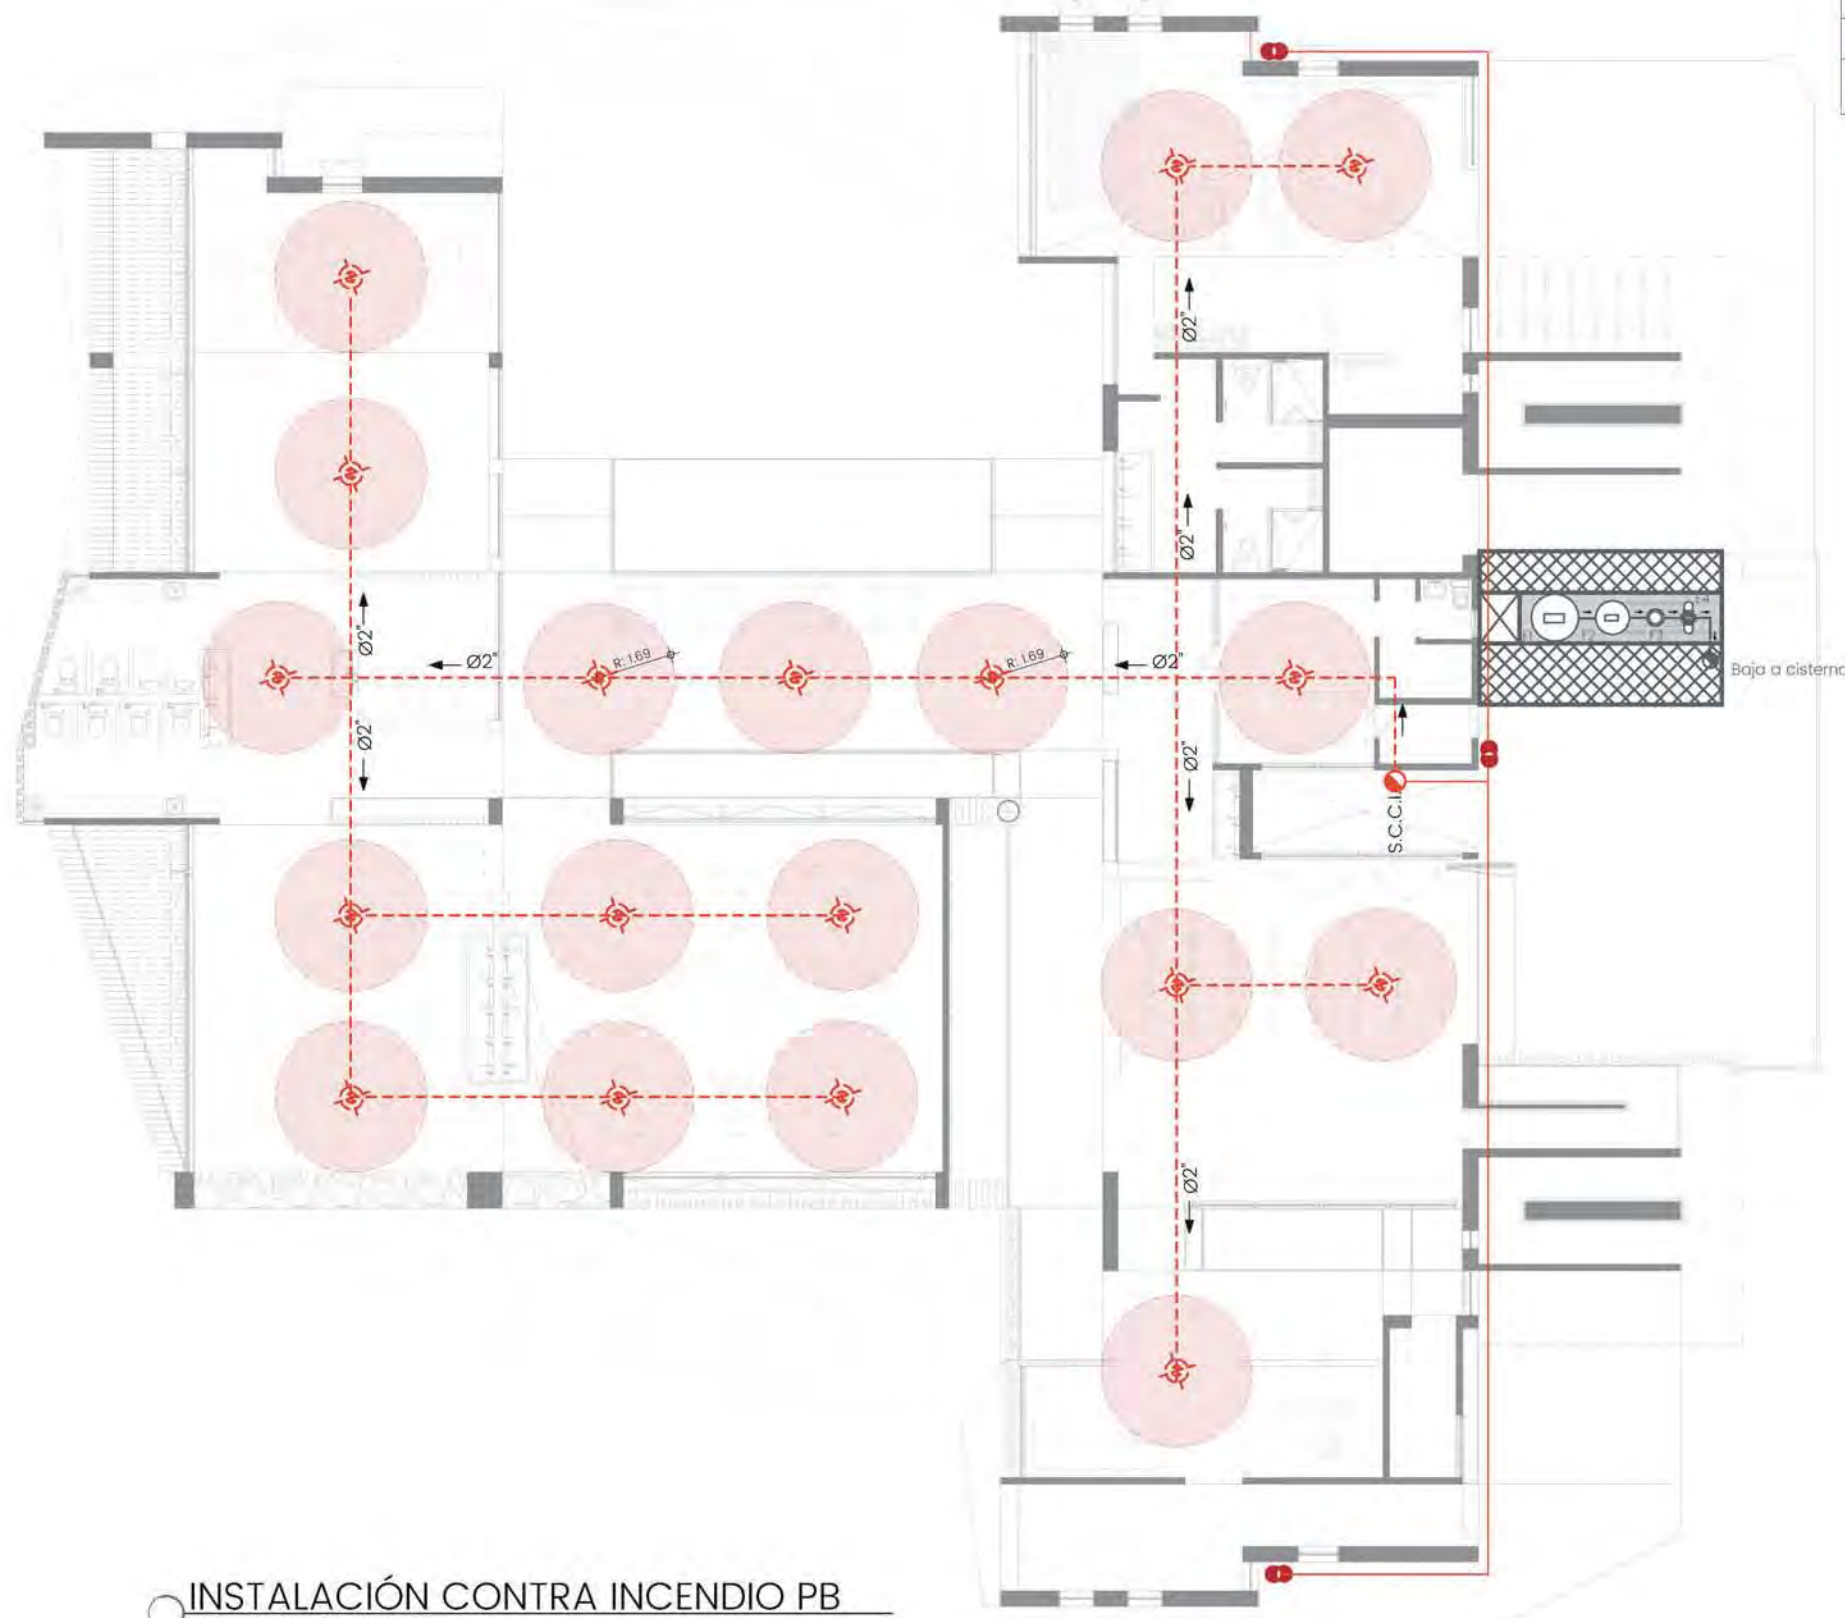 Ø2"
Ø2"
Ø2"
Ø2"
R: 1.69
R: 1.69
Ø2"
Ø2"
Ø2"
S.C.C.I.
Baja a cisterna
Ø2"
INSTALACIÓN CONTRA INCENDIO PB